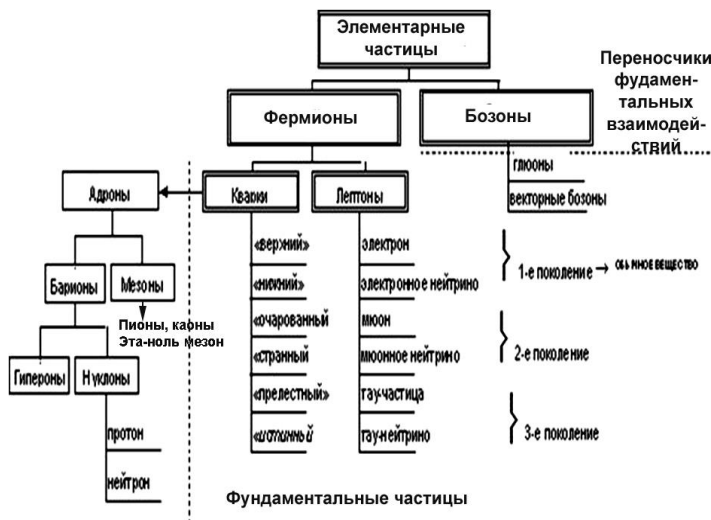 Элементарные
частицы
Переносчики
фудамен-
тальных
взаимодей-
ствий
Фермионы
Бозоны
глюоны
векторные бозоны
Адроны
Кварки
Лептоны
«верхний»
электрон
«нижний»
электронное нейтрино
1-е поколение → ОБЫЧНОЕ ВЕЩЕСТВО
Барионы
Мезоны
Пионы, каоны
Эта-ноль мезон
«очарованный
мюон
«странный
мюонное нейтрино
2-е поколение
Гипероны
Нуклоны
«прелестный»
тау-частица
«истинный
тау-нейтрино
3-е поколение
протон
нейтрон
Фундаментальные частицы